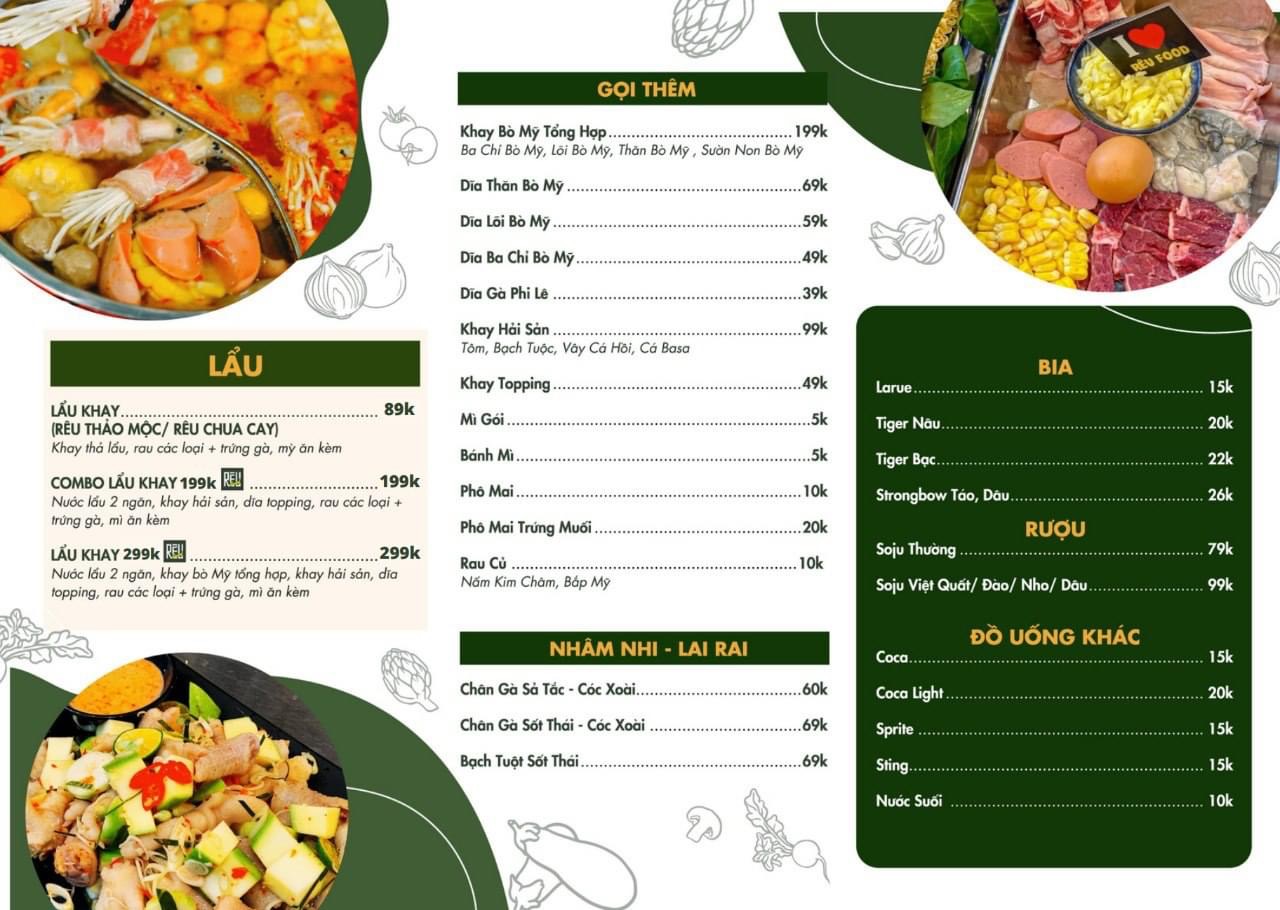 I ❤ RÊU FOOD
LẨU
LẨU KHAY.......... 89k
(RÊU THẢO MỘC/ RÊU CHUA CAY)
Khay thả lẩu, rau các loại + trứng gà, mỳ ăn kèm
COMBO LẨU KHAY 199k RÊU ..........199k
Nước lẩu 2 ngăn, khay hải sản, dĩa topping, rau các loại +
trứng gà, mì ăn kèm
LẨU KHAY 299k RÊU ..........299k
Nước lẩu 2 ngăn, khay bò Mỹ tổng hợp, khay hải sản, dĩa
topping, rau các loại + trứng gà, mì ăn kèm
GỌI THÊM
Khay Bò Mỹ Tổng Hợp..........199k
Ba Chỉ Bò Mỹ, Lõi Bò Mỹ, Thăn Bò Mỹ , Sườn Non Bò Mỹ
Dĩa Thăn Bò Mỹ ..........69k
Dĩa Lõi Bò Mỹ ..........59k
Dĩa Ba Chỉ Bò Mỹ..........49k
Dĩa Gà Phi Lê ..........39k
Khay Hải Sản ..........99k
Tôm, Bạch Tuộc, Vây Cá Hồi, Cá Basa
Khay Topping..........49k
Mì Gói ..........5k
Bánh Mì..........5k
Phô Mai..........10k
Phô Mai Trứng Muối ..........20k
Rau Củ ..........10k
Nấm Kim Châm, Bắp Mỹ
NHÂM NHI - LAI RAI
Chân Gà Sả Tắc - Cóc Xoài..........60k
Chân Gà Sốt Thái - Cóc Xoài ..........69k
Bạch Tuột Sốt Thái..........69k
BIA
Larue.......... 15k
Tiger Nâu.......... 20k
Tiger Bạc.......... 22k
Strongbow Táo, Dâu.......... 26k
RƯỢU
Soju Thường .......... 79k
Soju Việt Quất/ Đào/ Nho/ Dâu.......... 99k
ĐỒ UỐNG KHÁC
Coca.......... 15k
Coca Light.......... 20k
Sprite .......... 15k
Sting.......... 15k
Nước Suối .......... 10k